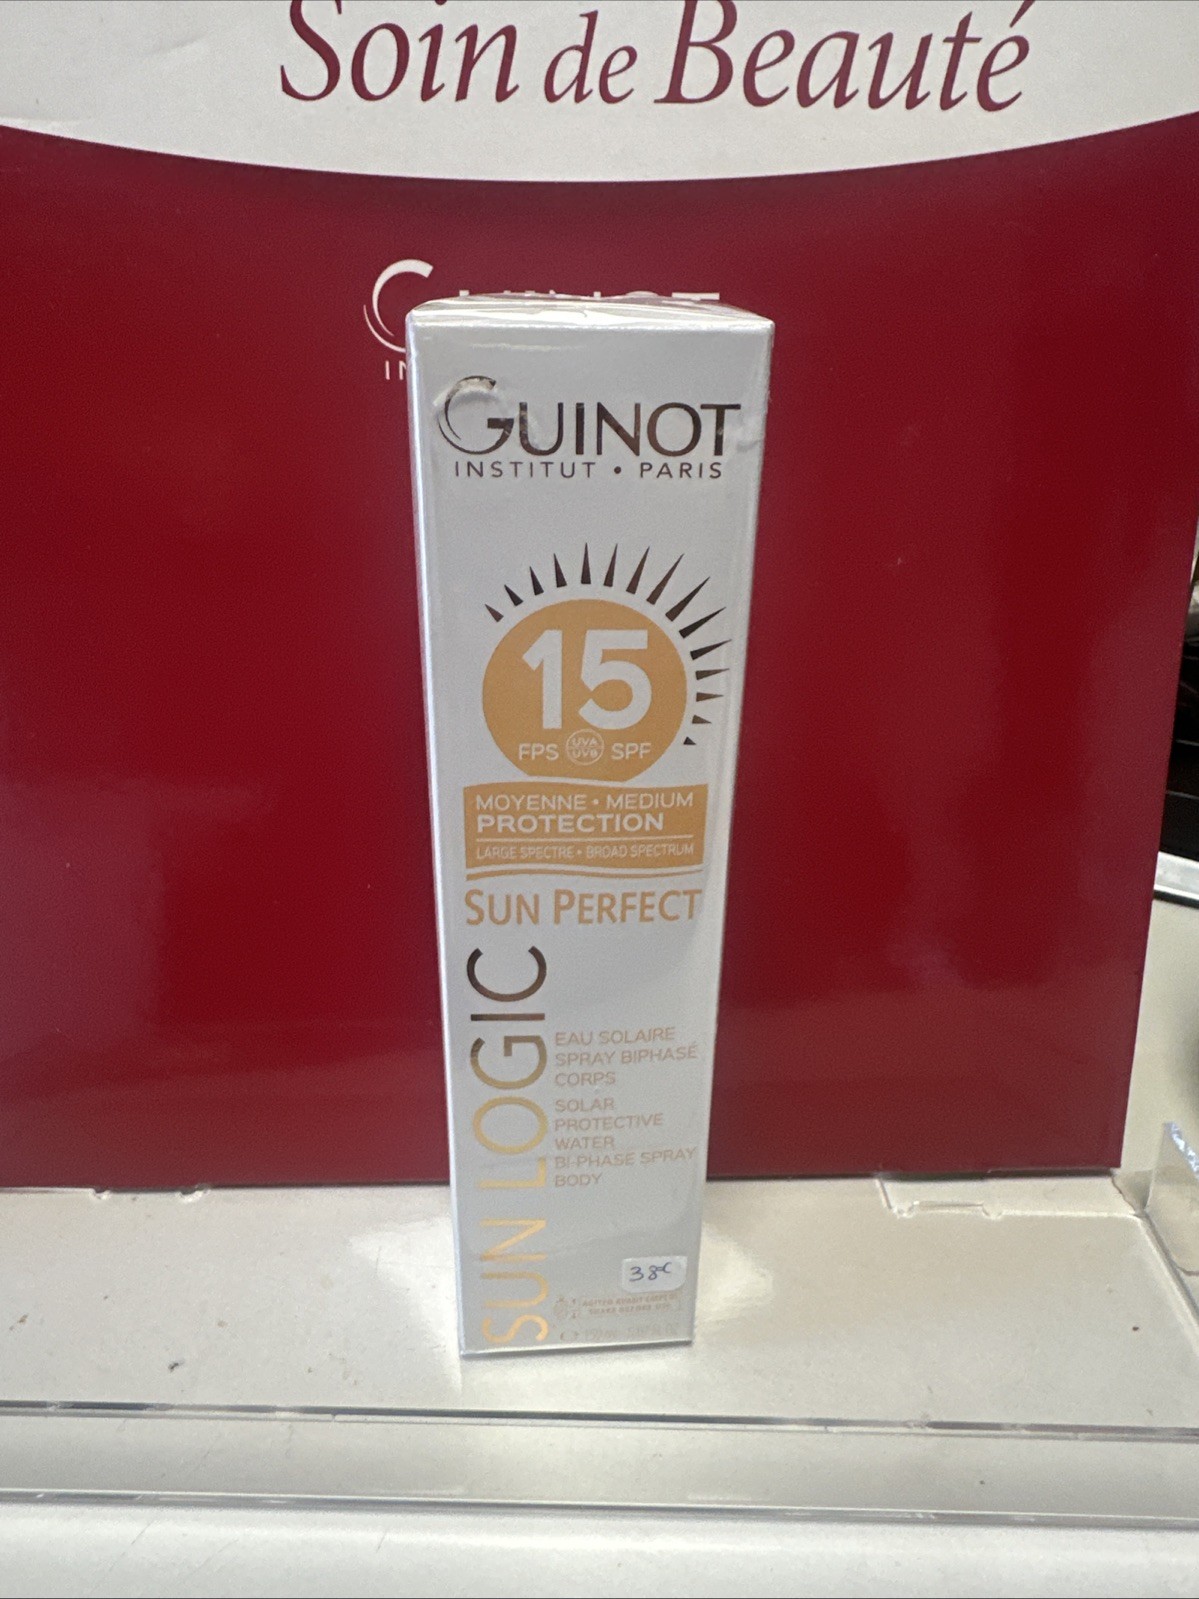 Soin de Beauté
GUINOT
INSTITUT • PARIS
15
FPS UVA UVB SPF
MOYENNE • MEDIUM
PROTECTION
LARGE SPECTRE • BROAD SPECTRUM
SUN PERFECT
SUN LOGIC
EAU SOLAIRE
SPRAY BIPHASÉ
CORPS
SOLAR
PROTECTIVE
WATER
BI-PHASE SPRAY
BODY
38€